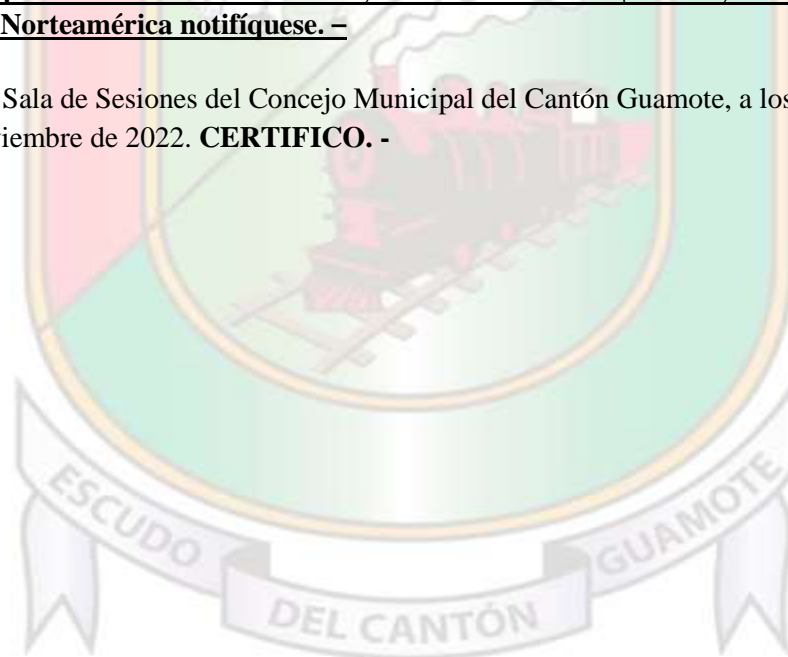 Norteamérica notifíquese. –
Sala de Sesiones del Concejo Municipal del Cantón Guamote, a los
iembre de 2022. CERTIFICO. -
ESCUDO
DEL CANTÓN
GUAMOTE